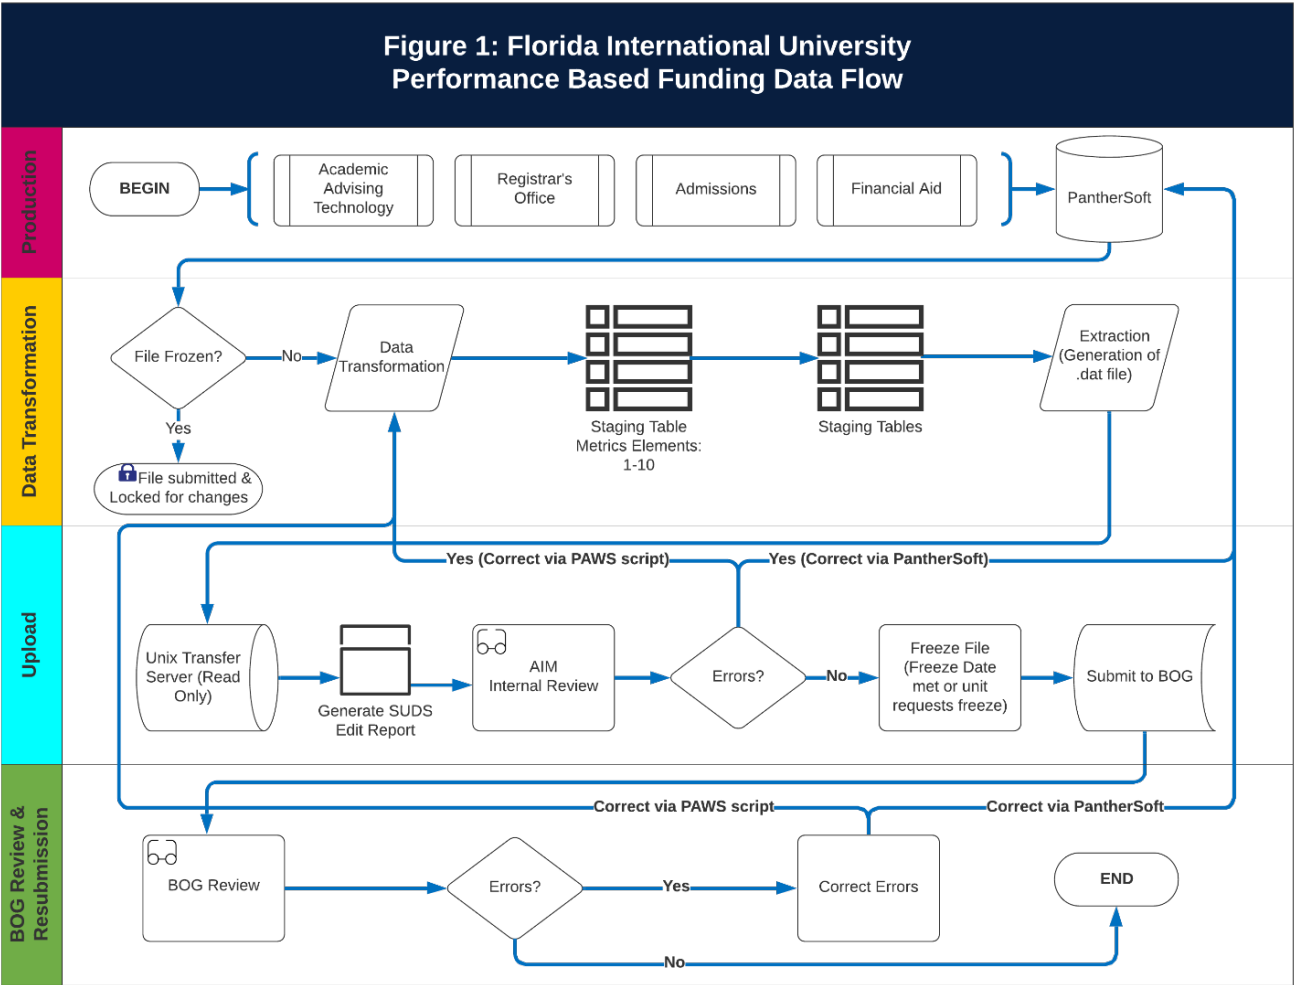 Figure 1: Florida International University
Performance Based Funding Data Flow
Production
BEGIN
Academic
Advising
Technology
Registrar's
Office
Admissions
Financial Aid
PantherSoft
Data Transformation
File Frozen?
No
Yes
File submitted &
Locked for changes
Data
Transformation
Staging Table
Metrics Elements:
1-10
Staging Tables
Extraction
(Generation of
.dat file)
Upload
Yes (Correct via PAWS script)
Yes (Correct via PantherSoft)
Unix Transfer
Server (Read
Only)
Generate SUDS
Edit Report
AIM
Internal Review
Errors?
No
Freeze File
(Freeze Date
met or unit
requests freeze)
Submit to BOG
BOG Review &
Resubmission
Correct via PAWS script
Correct via PantherSoft
BOG Review
Errors?
Yes
Correct Errors
END
No